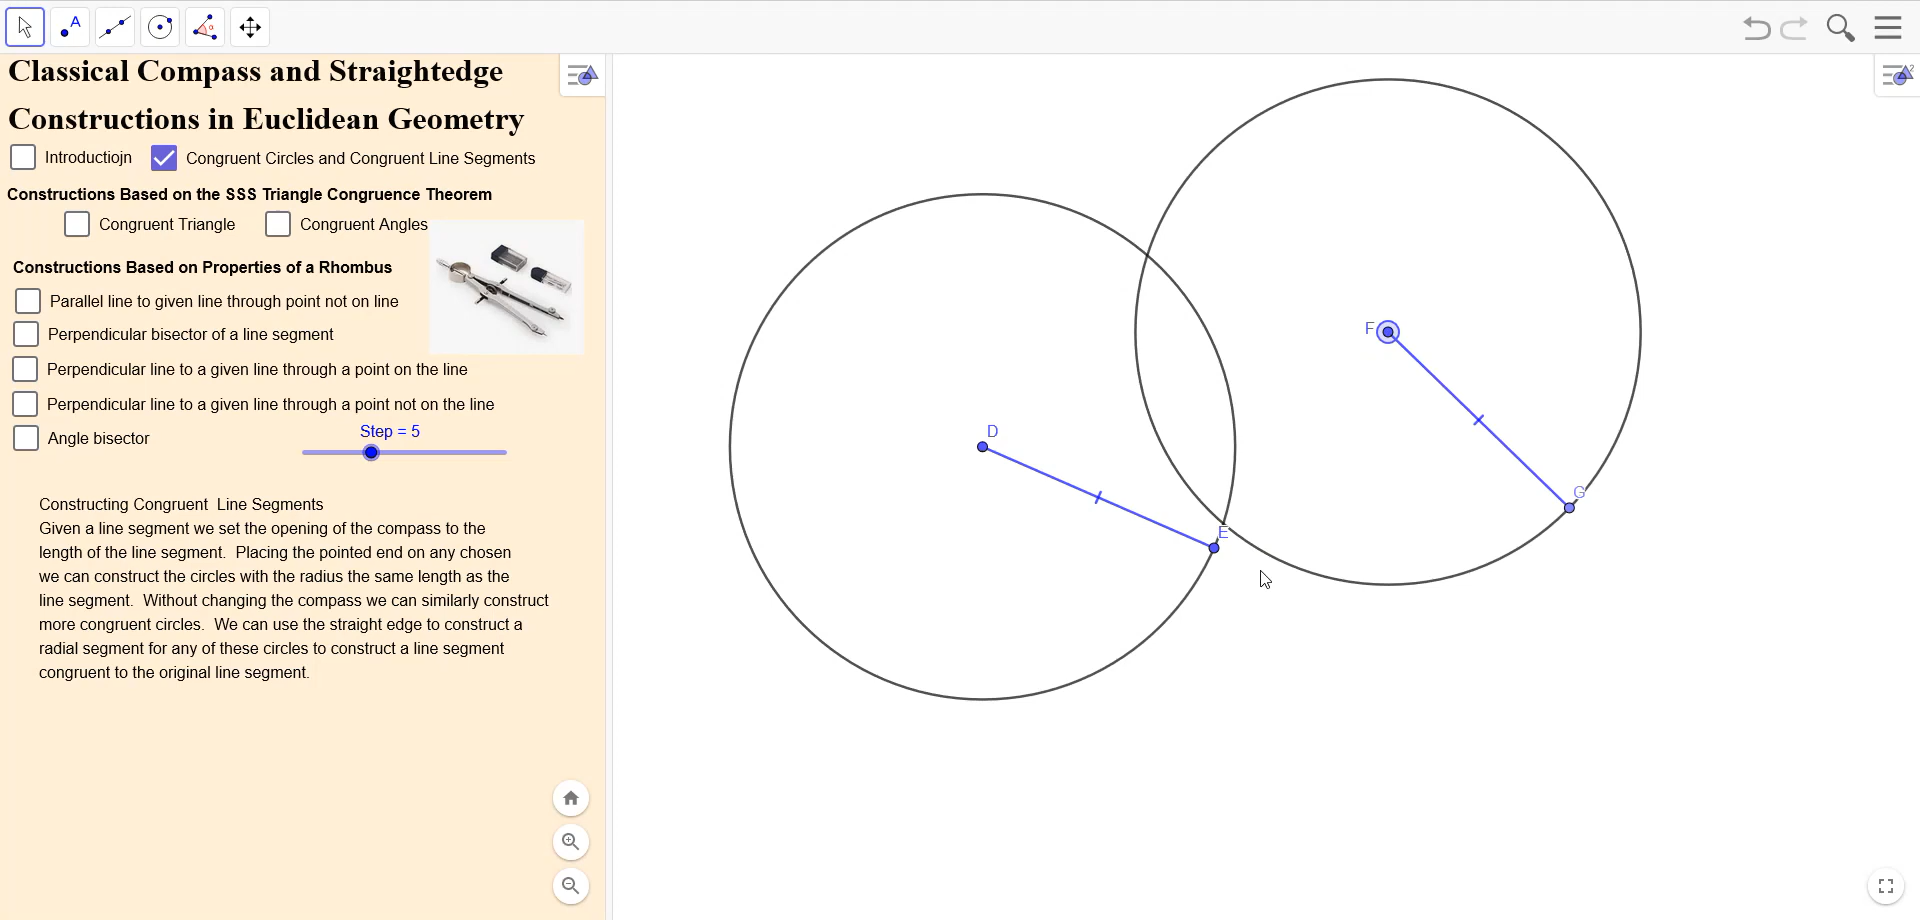 A
Classical Compass and Straightedge
Constructions in Euclidean Geometry
Introductiojn
Congruent Circles and Congruent Line Segments
Constructions Based on the SSS Triangle Congruence Theorem
Congruent Triangle
Congruent Angles
Constructions Based on Properties of a Rhombus
Parallel line to given line through point not on line
Perpendicular bisector of a line segment
Perpendicular line to a given line through a point on the line
Perpendicular line to a given line through a point not on the line
Angle bisector
Step = 5
Constructing Congruent Line Segments
Given a line segment we set the opening of the compass to the
length of the line segment. Placing the pointed end on any chosen
we can construct the circles with the radius the same length as the
line segment. Without changing the compass we can similarly construct
more congruent circles. We can use the straight edge to construct a
radial segment for any of these circles to construct a line segment
congruent to the original line segment.
2
F
D
G
E